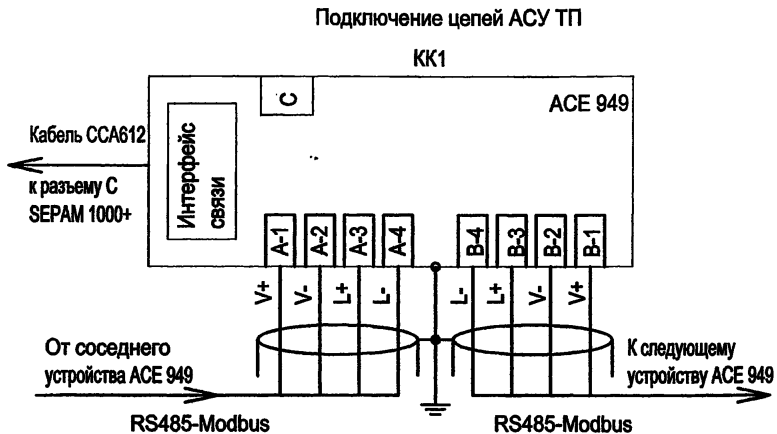 Подключение цепей АСУ ТП
КК1
С
АСЕ 949
Кабель ССА612
к разъему С
SEPAM 1000+
Интерфейс
связи
А-1
А-2
А-3
А-4
В-4
В-3
В-2
В-1
V+
V-
L+
L-
L-
L+
V-
V+
От соседнего
устройства АСЕ 949
К следующему
устройству АСЕ 949
RS485-Modbus
RS485-Modbus